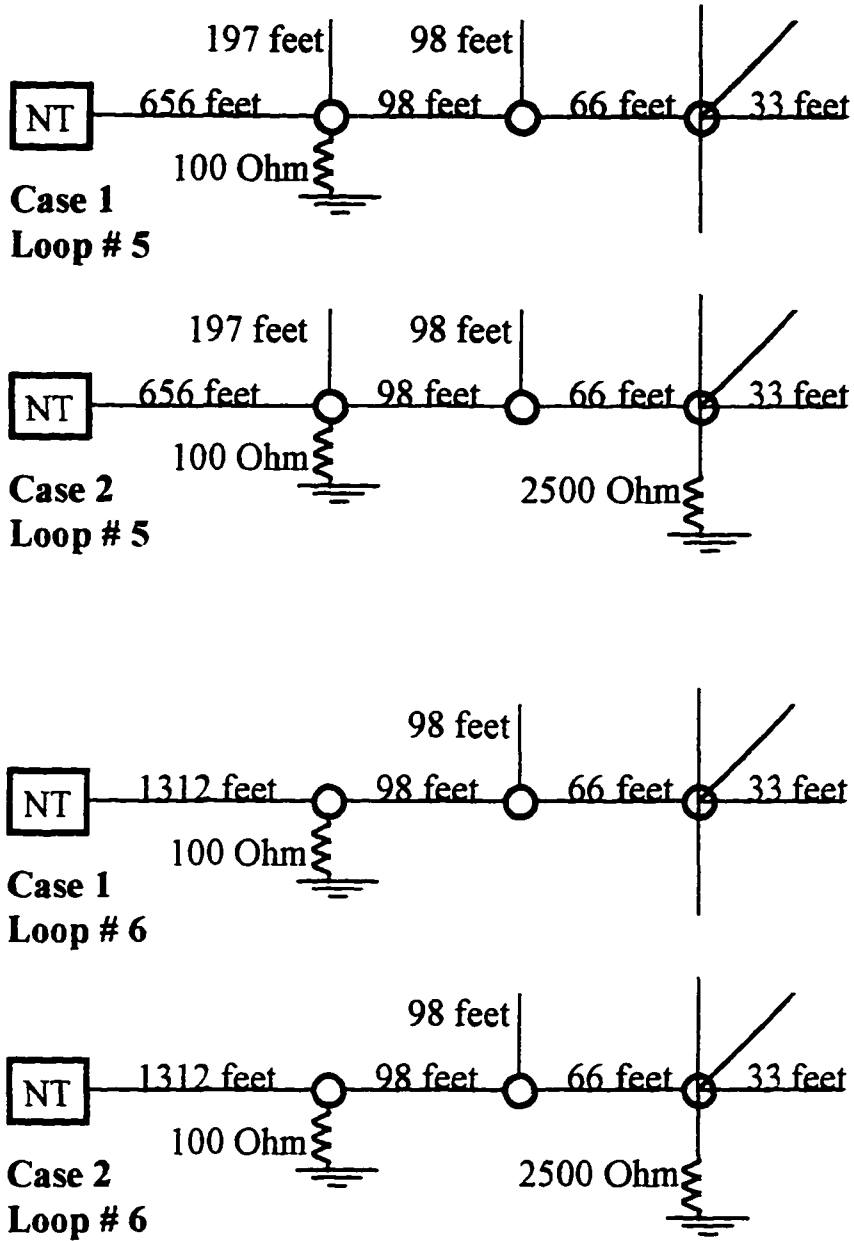 197 feet 98 feet
NT 656 feet 98 feet 66 feet 33 feet
100 Ohm
Case 1
Loop # 5
197 feet 98 feet
NT 656 feet 98 feet 66 feet 33 feet
100 Ohm
2500 Ohm
Case 2
Loop # 5
98 feet
NT 1312 feet 98 feet 66 feet 33 feet
100 Ohm
Case 1
Loop # 6
98 feet
NT 1312 feet 98 feet 66 feet 33 feet
100 Ohm
2500 Ohm
Case 2
Loop # 6